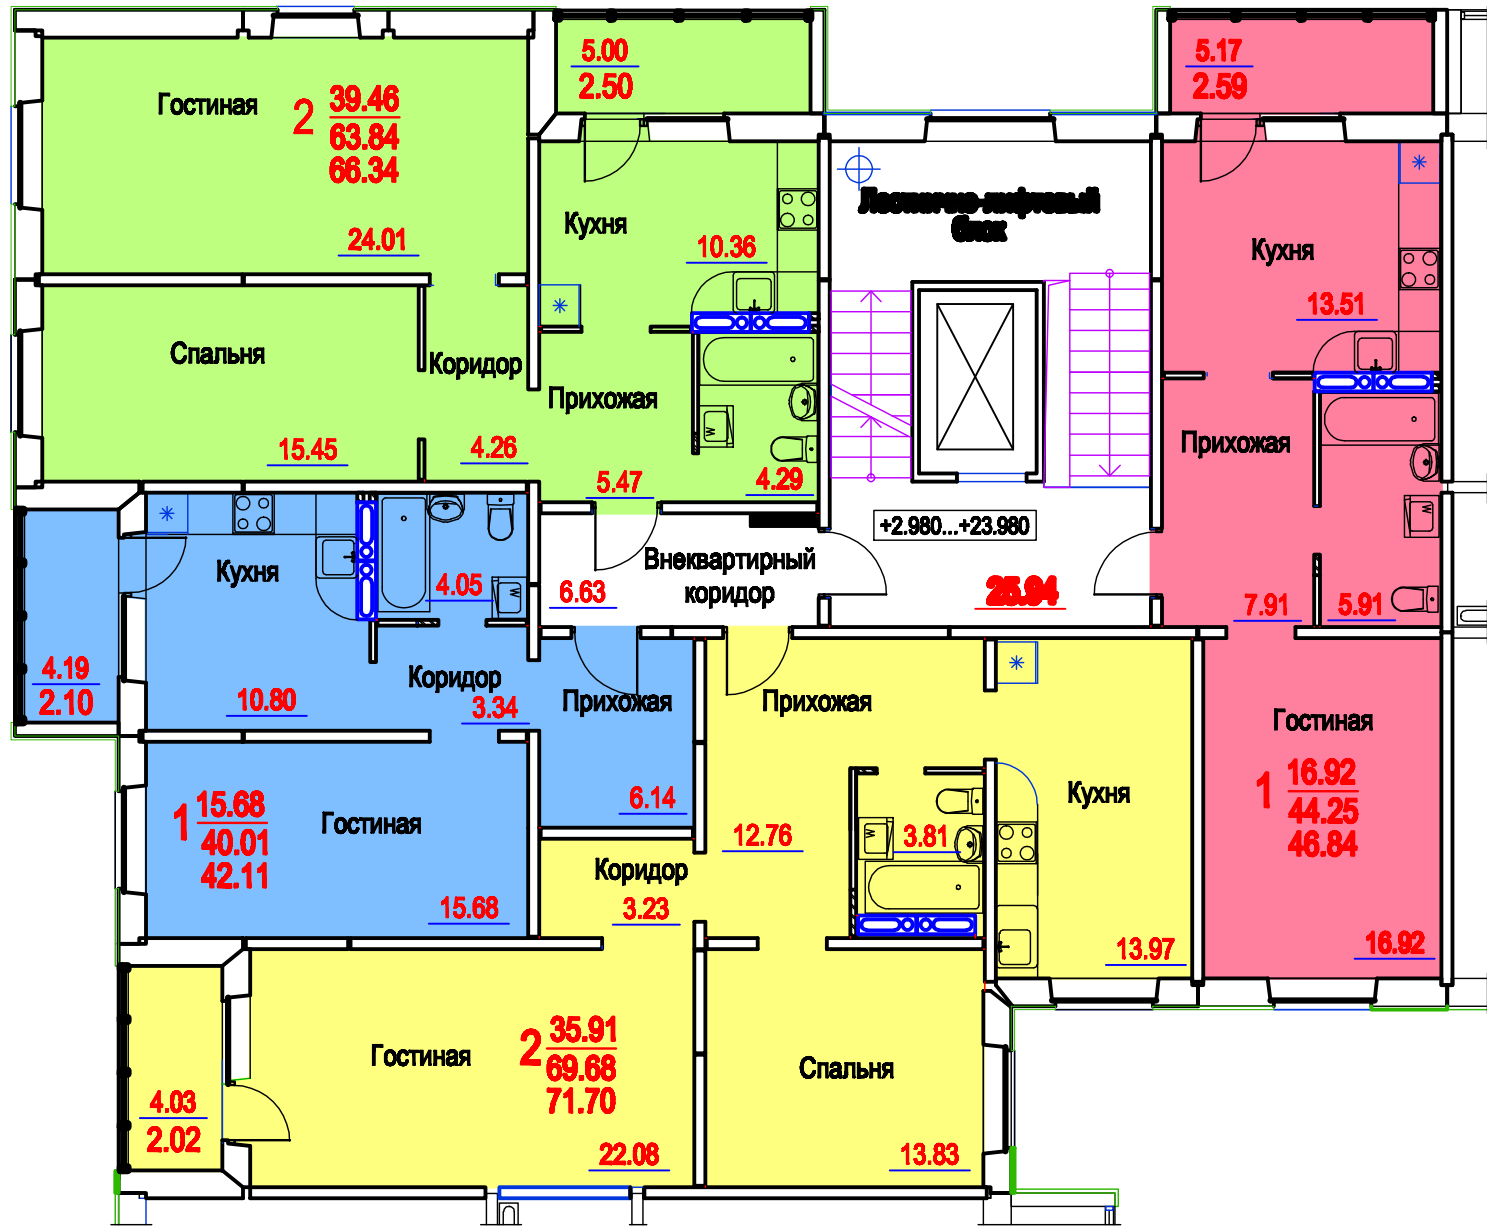 Гостиная
2
39.46
63.84
66.34
24.01
5.00
2.50
Кухня
10.36
Спальня
15.45
Коридор
4.26
Прихожая
5.47
W
4.29
Лестнично-лифтовый
блок
+2.980...+23.980
25.94
5.17
2.59
Кухня
13.51
Прихожая
7.91
W
5.91
Гостиная
1
16.92
44.25
46.84
16.92
Внеквартирный
коридор
6.63
4.19
2.10
Кухня
10.80
4.05
W
Коридор
3.34
Прихожая
6.14
1
15.68
40.01
42.11
Гостиная
15.68
Прихожая
12.76
W
3.81
Кухня
13.97
Коридор
3.23
4.03
2.02
Гостиная
2
35.91
69.68
71.70
22.08
Спальня
13.83